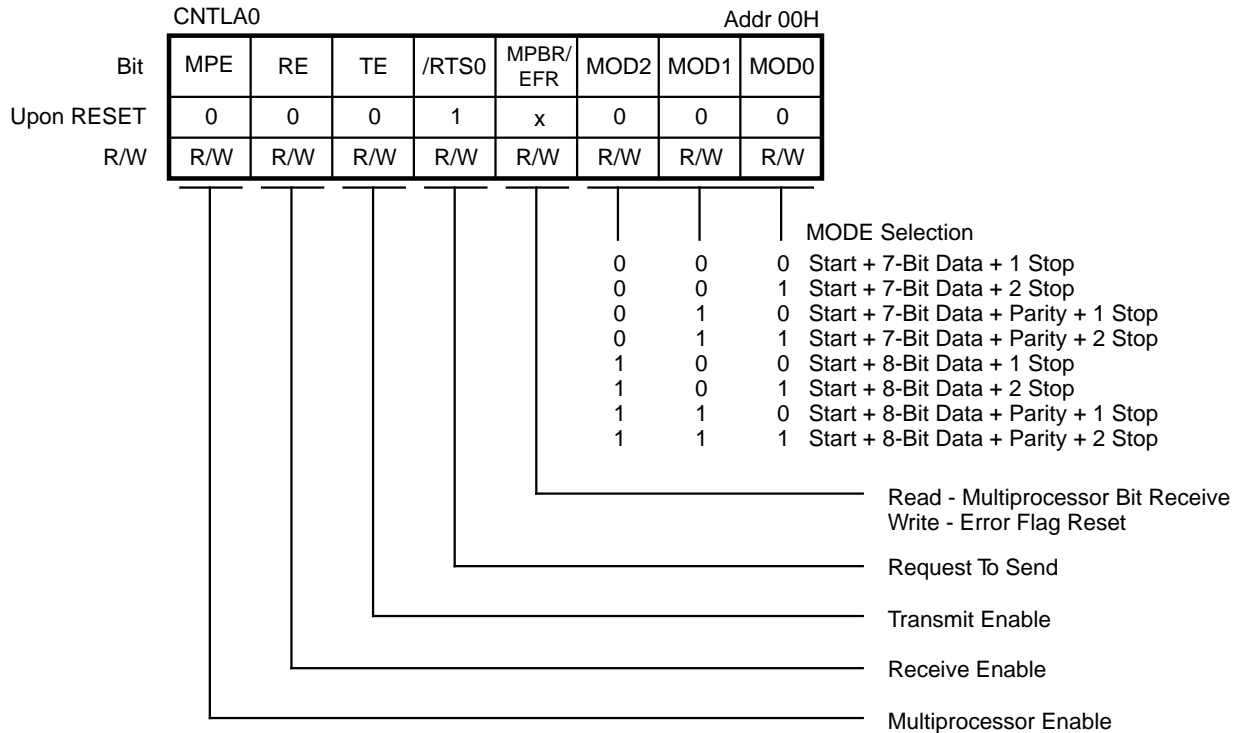 CNTLA0 Addr 00H
Bit MPE RE TE /RTS0 MPBR/EFR MOD2 MOD1 MOD0
Upon RESET 0 0 0 1 x 0 0 0
R/W R/W R/W R/W R/W R/W R/W R/W R/W
MODE Selection
0 0 0 Start + 7-Bit Data + 1 Stop
0 0 1 Start + 7-Bit Data + 2 Stop
0 1 0 Start + 7-Bit Data + Parity + 1 Stop
0 1 1 Start + 7-Bit Data + Parity + 2 Stop
1 0 0 Start + 8-Bit Data + 1 Stop
1 0 1 Start + 8-Bit Data + 2 Stop
1 1 0 Start + 8-Bit Data + Parity + 1 Stop
1 1 1 Start + 8-Bit Data + Parity + 2 Stop
Read - Multiprocessor Bit Receive
Write - Error Flag Reset
Request To Send
Transmit Enable
Receive Enable
Multiprocessor Enable